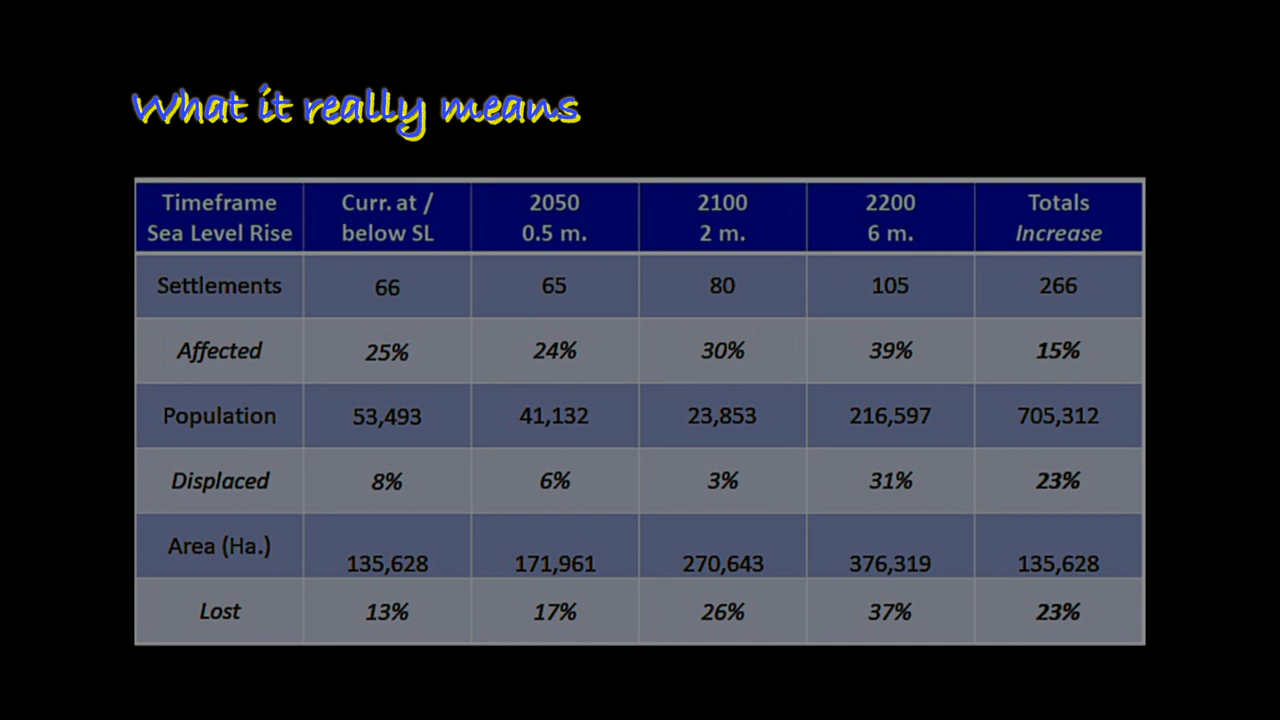 What it really means
Timeframe Sea Level Rise Curr. at / below SL 2050 0.5 m. 2100 2 m. 2200 6 m. Totals Increase
Settlements 66 65 80 105 266
Affected 25% 24% 30% 39% 15%
Population 53,493 41,132 23,853 216,597 705,312
Displaced 8% 6% 3% 31% 23%
Area (Ha.) 135,628 171,961 270,643 376,319 135,628
Lost 13% 17% 26% 37% 23%